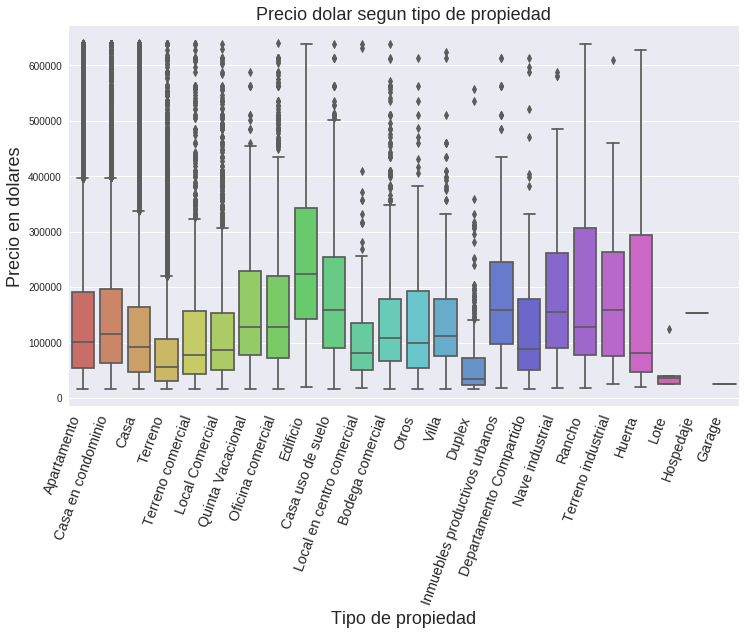 Precio dolar segun tipo de propiedad
Precio en dolares
600000
500000
400000
300000
200000
100000
0
Apartamento
Casa en condominio
Casa
Terreno
Terreno comercial
Local Comercial
Quinta Vacacional
Oficina comercial
Edificio
Casa uso de suelo
Local en centro comercial
Bodega comercial
Otros
Villa
Duplex
Inmuebles productivos urbanos
Departamento Compartido
Nave industrial
Rancho
Terreno industrial
Huerta
Lote
Hospedaje
Garage
Tipo de propiedad